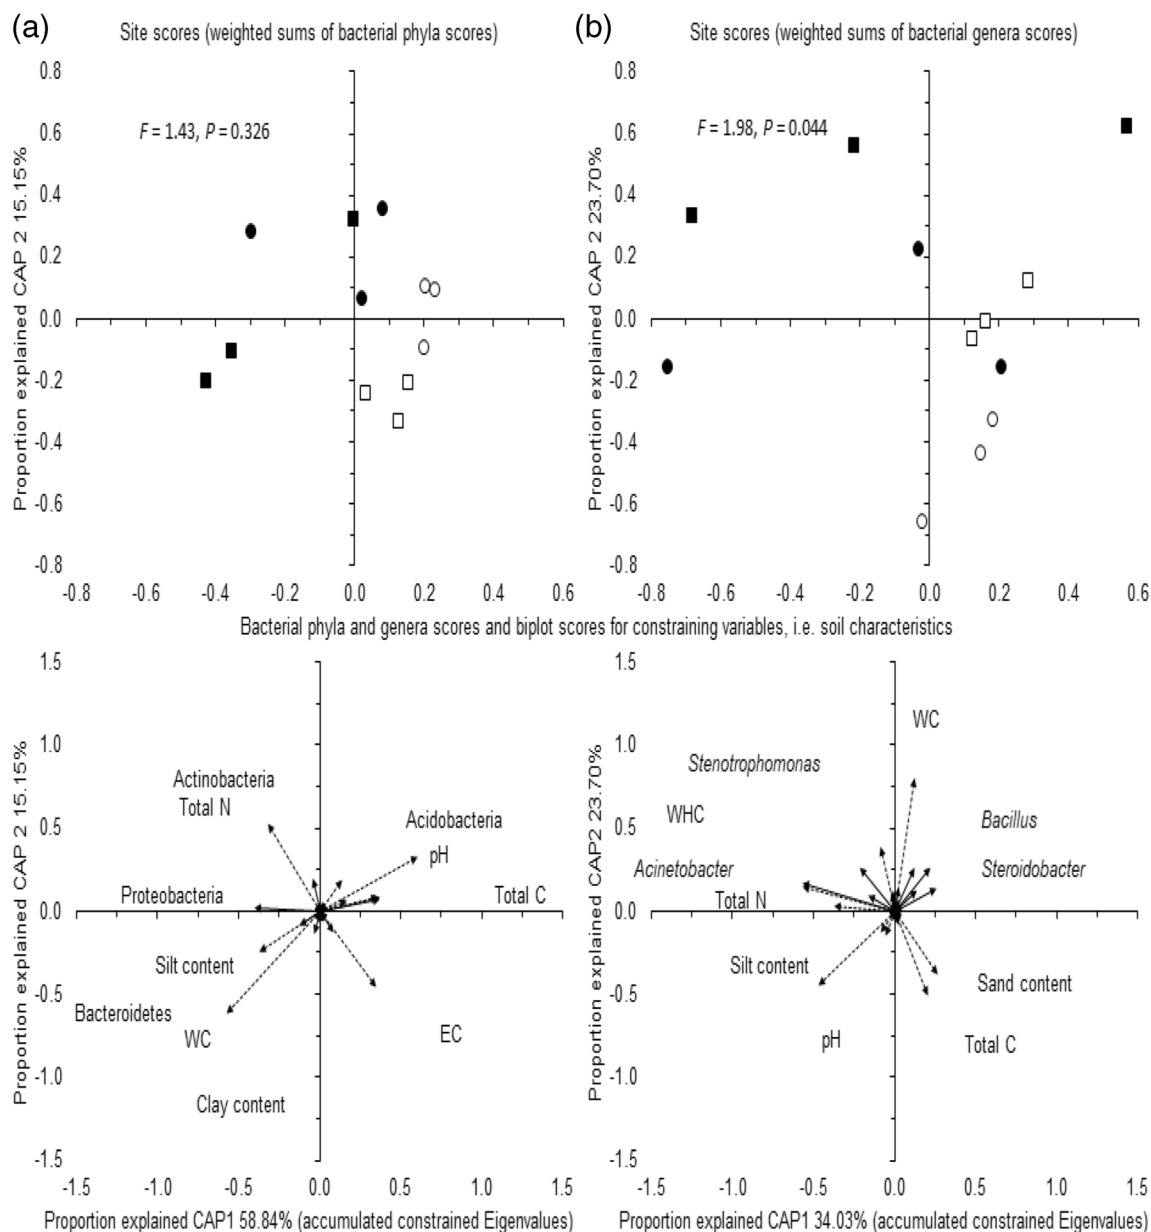 (a)
Site scores (weighted sums of bacterial phyla scores)
F = 1.43, P = 0.326
Proportion explained CAP 2 15.15%
0.8
0.6
0.4
0.2
0.0
-0.2
-0.4
-0.6
-0.8
-0.8 -0.6 -0.4 -0.2 0.0 0.2 0.4 0.6
(b)
Site scores (weighted sums of bacterial genera scores)
F = 1.98, P = 0.044
Proportion explained CAP 2 23.70%
0.8
0.6
0.4
0.2
0.0
-0.2
-0.4
-0.6
-0.8
-0.8 -0.6 -0.4 -0.2 0.0 0.2 0.4 0.6
Bacterial phyla and genera scores and biplot scores for constraining variables, i.e. soil characteristics
Proportion explained CAP 2 15.15%
1.5
1.0
0.5
0.0
-0.5
-1.0
-1.5
Actinobacteria
Total N
Acidobacteria
pH
Proteobacteria
Total C
Silt content
Bacteroidetes
WC
EC
Clay content
-1.5 -1.0 -0.5 0.0 0.5 1.0 1.5
Proportion explained CAP1 58.84% (accumulated constrained Eigenvalues)
Proportion explained CAP2 23.70%
1.5
1.0
0.5
0.0
-0.5
-1.0
-1.5
WC
Stenotrophomonas
WHC
Bacillus
Acinetobacter
Steroidobacter
Total N
Silt content
Sand content
pH
Total C
-1.5 -1.0 -0.5 0.0 0.5 1.0 1.5
Proportion explained CAP1 34.03% (accumulated constrained Eigenvalues)